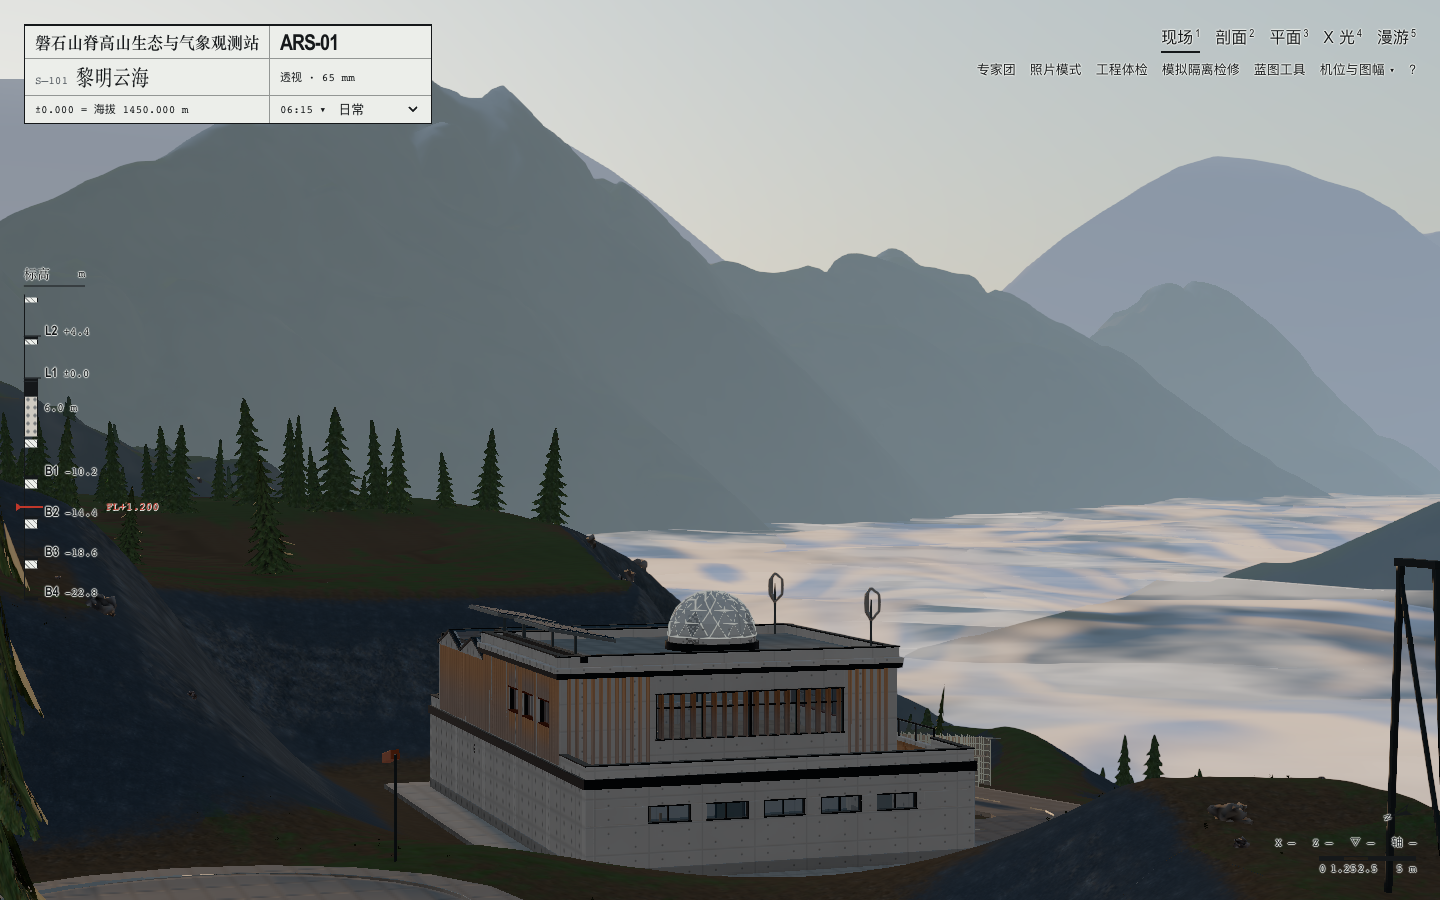 磐石山脊高山生态与气象观测站 ARS-01
S—101 黎明云海 透视 · 65 mm
±0.000 = 海拔 1450.000 m 06:15 ▾ 日常
现场1 剖面2 平面3 X 光4 漫游5
专家团 照片模式 工程体检 模拟隔离检修 蓝图工具 机位与图幅 ▾ ?
标高 m
L2 +4.4
L1 ±0.0
6.0 m
B1 −10.2
B2 −14.4 FL+1.200
B3 −18.6
B4 −22.8
X — Z — ▽ — 轴 —
0 1.25 2.5 5 m